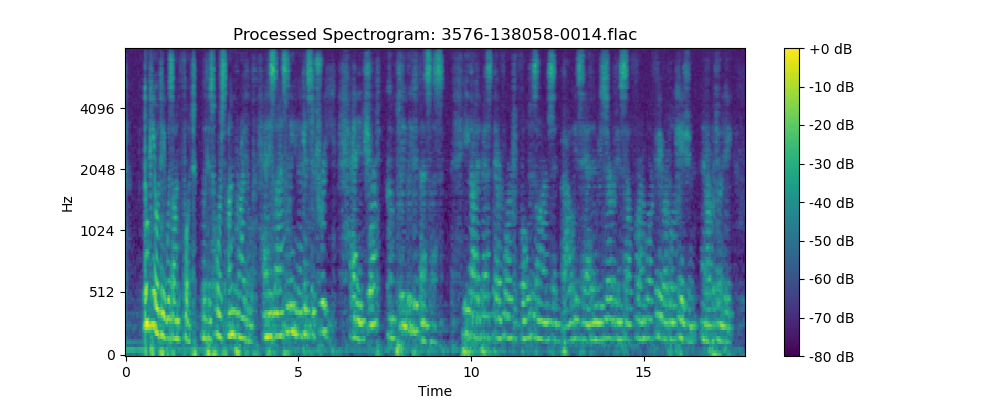 Processed Spectrogram: 3576-138058-0014.flac
Hz
4096
2048
1024
512
0
0 5 10 15
Time
+0 dB
-10 dB
-20 dB
-30 dB
-40 dB
-50 dB
-60 dB
-70 dB
-80 dB